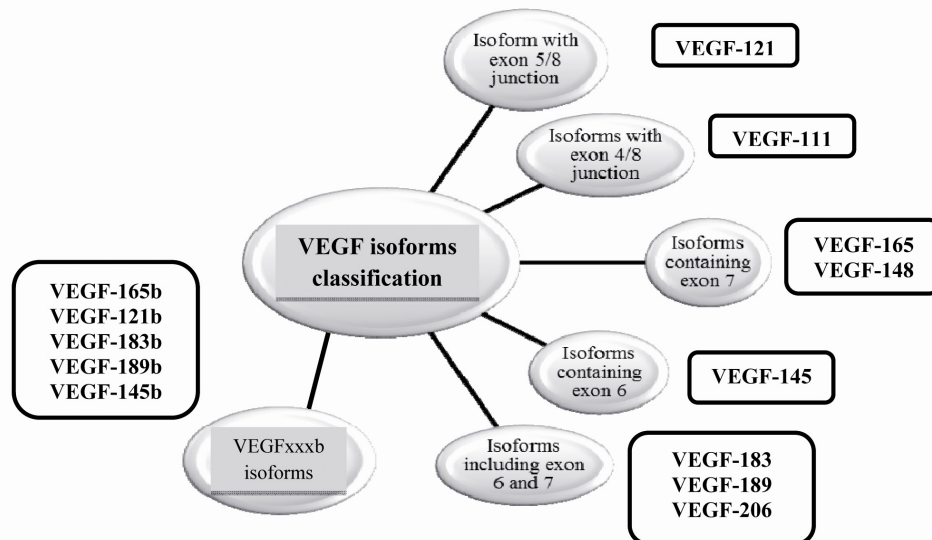 Isoform with
exon 5/8
junction
VEGF-121
Isoforms with
exon 4/8
junction
VEGF-111
VEGF isoforms
classification
Isoforms
containing
exon 7
VEGF-165
VEGF-148
VEGF-165b
VEGF-121b
VEGF-183b
VEGF-189b
VEGF-145b
Isoforms
containing
exon 6
VEGF-145
VEGFxxxb
isoforms
Isoforms
including exon
6 and 7
VEGF-183
VEGF-189
VEGF-206